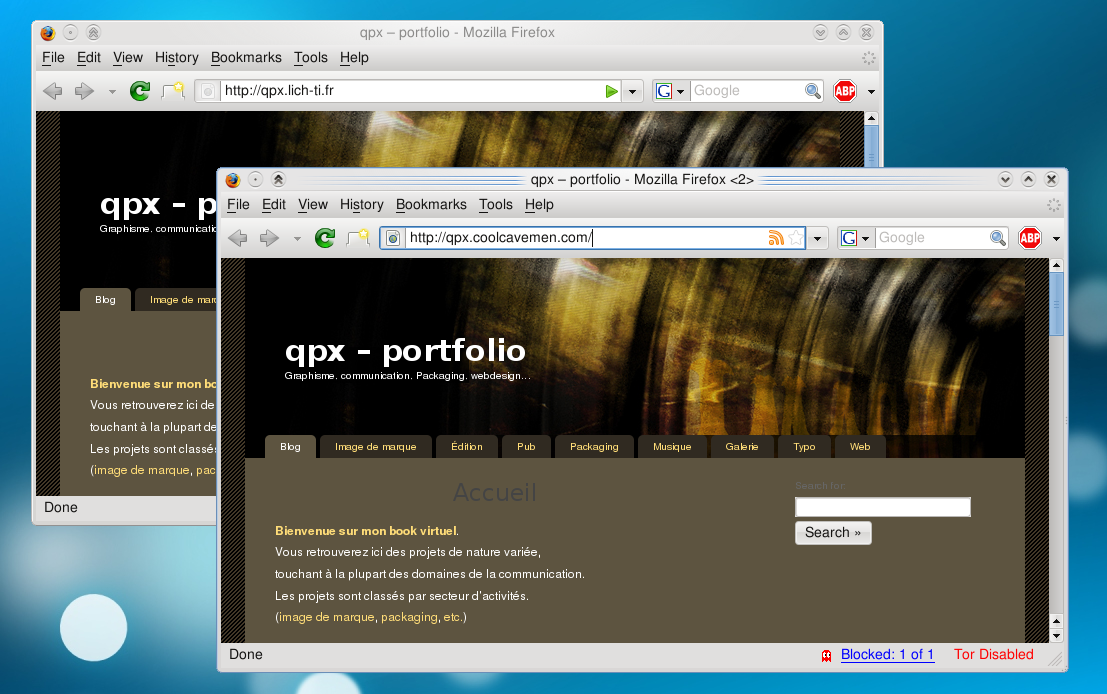 qpx – portfolio - Mozilla Firefox
File Edit View History Bookmarks Tools Help
http://qpx.lich-ti.fr
G Google
ABP
qpx - p
Graphisme. communicatio
Blog Image de marq
Bienvenue sur mon bo
Vous retrouverez ici de
touchant à la plupart de
Les projets sont classés
(image de marque, pac
Done
qpx – portfolio - Mozilla Firefox <2>
File Edit View History Bookmarks Tools Help
http://qpx.coolcavemen.com/
G Google
ABP
qpx - portfolio
Graphisme. communication. Packaging. webdesign...
Blog Image de marque Édition Pub Packaging Musique Galerie Typo Web
Accueil
Search for:
Bienvenue sur mon book virtuel.
Search »
Vous retrouverez ici des projets de nature variée,
touchant à la plupart des domaines de la communication.
Les projets sont classés par secteur d'activités.
(image de marque, packaging, etc.)
Done
Blocked: 1 of 1 Tor Disabled